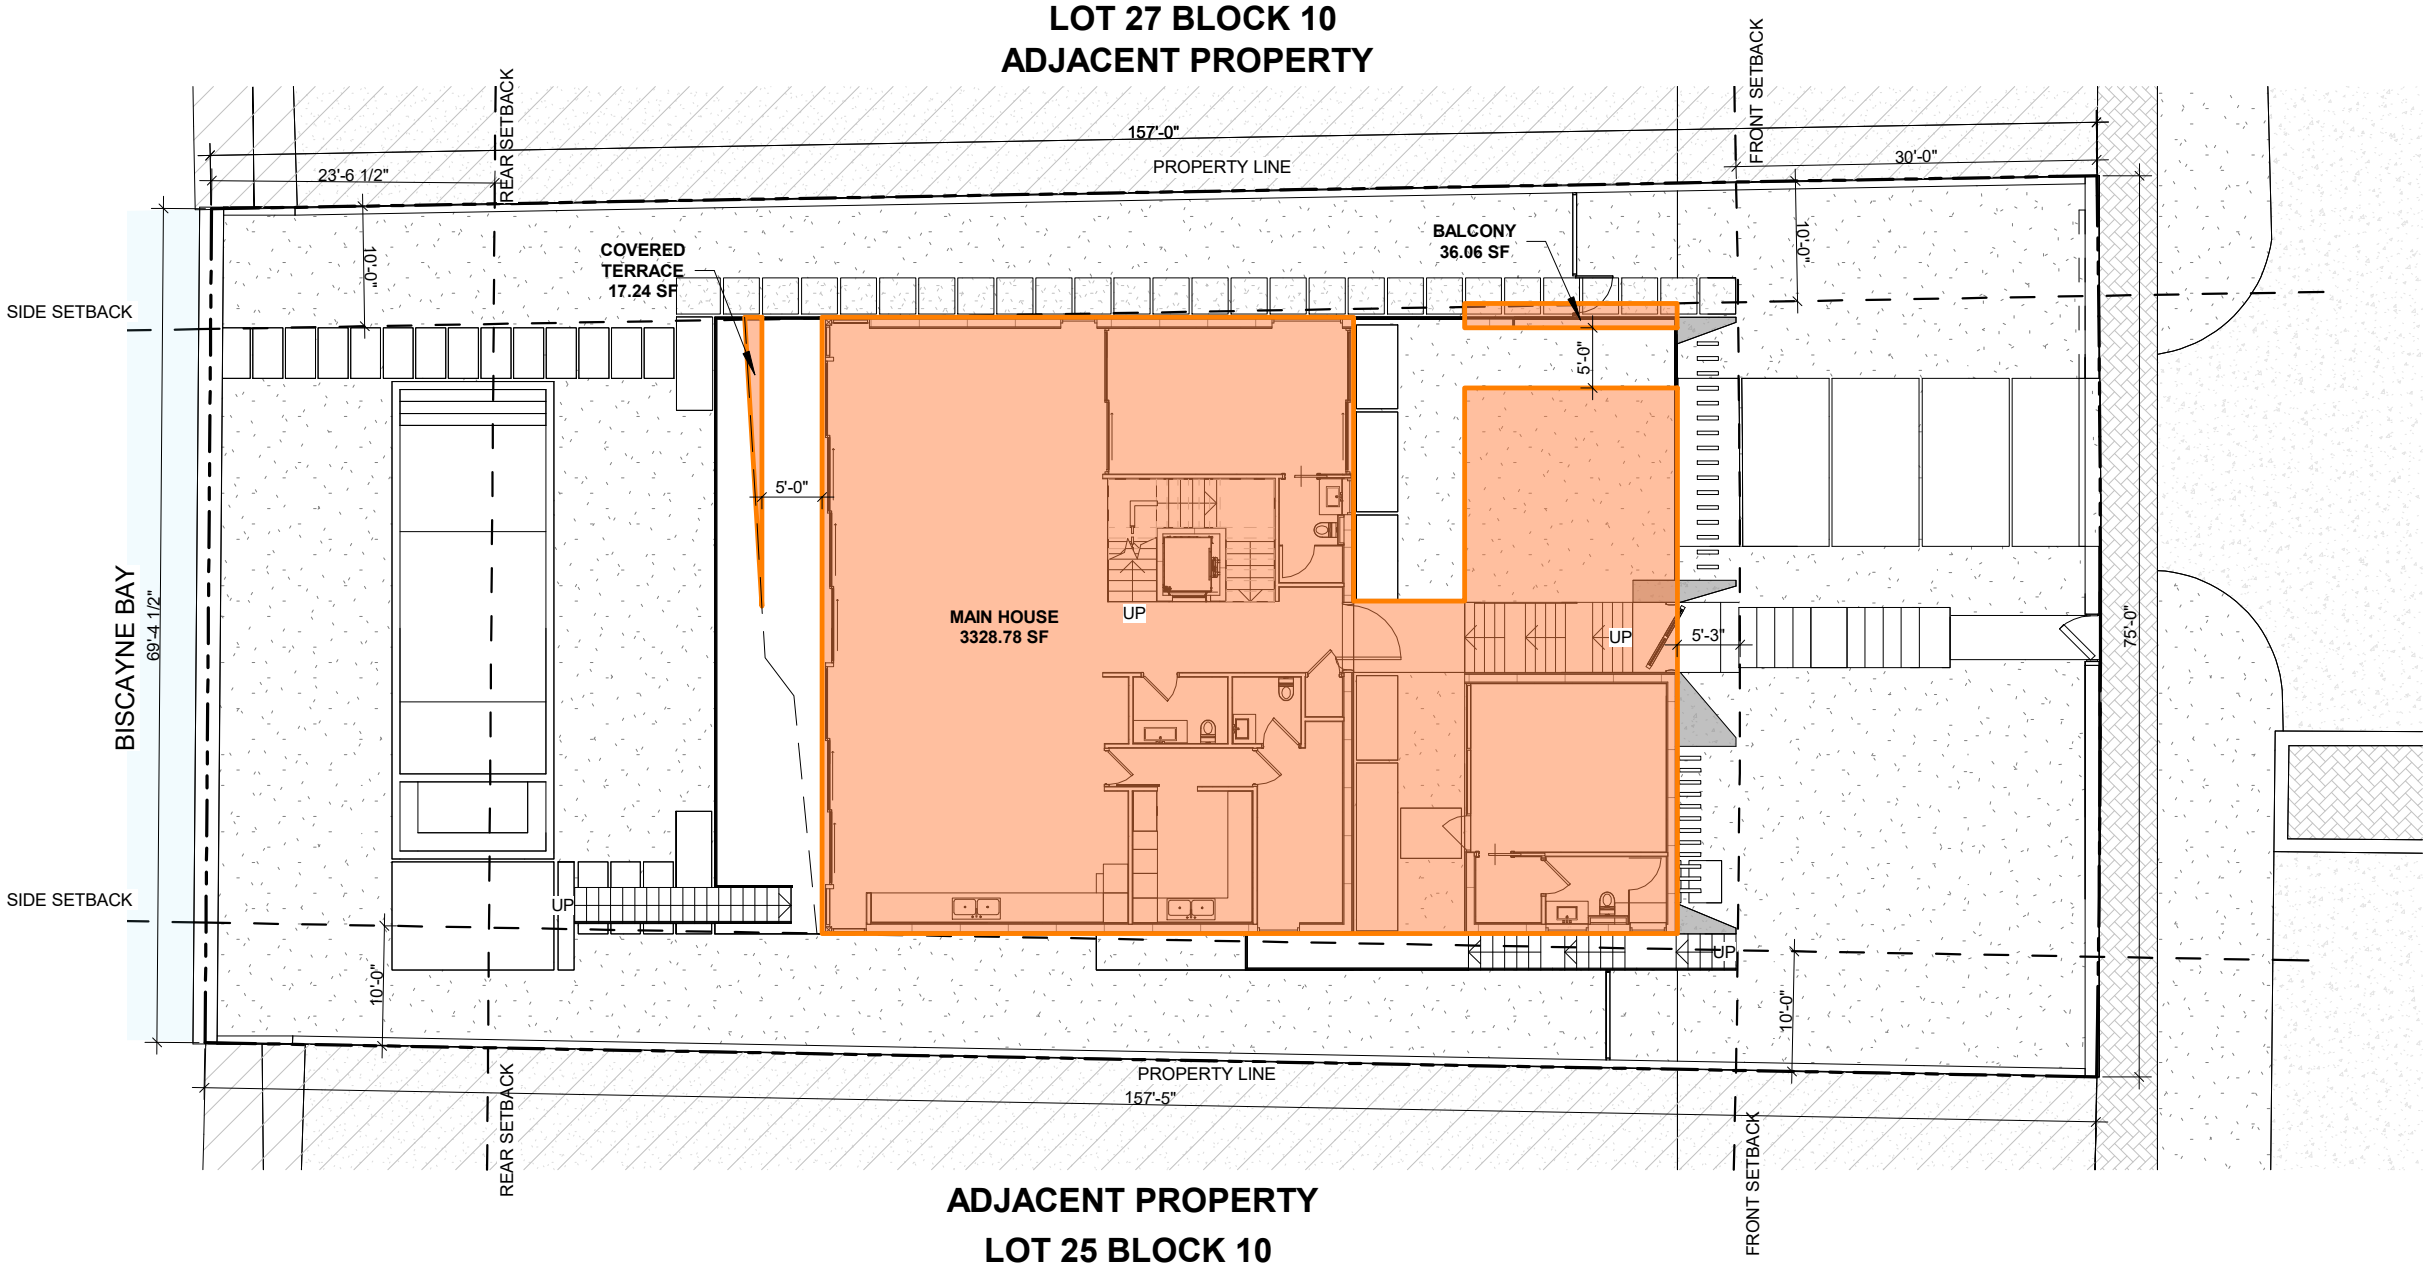 LOT 27 BLOCK 10
ADJACENT PROPERTY
REAR SETBACK
FRONT SETBACK
157'-0"
PROPERTY LINE
30'-0"
23'-6 1/2"
10'-0"
10'-0"
COVERED
TERRACE
17.24 SF
BALCONY
36.06 SF
SIDE SETBACK
5'-0"
5'-0"
BISCAYNE BAY
69'-4 1/2"
MAIN HOUSE
3328.78 SF
UP
UP
5'-3"
75'-0"
SIDE SETBACK
UP
UP
10'-0"
10'-0"
PROPERTY LINE
157'-5"
REAR SETBACK
FRONT SETBACK
ADJACENT PROPERTY
LOT 25 BLOCK 10